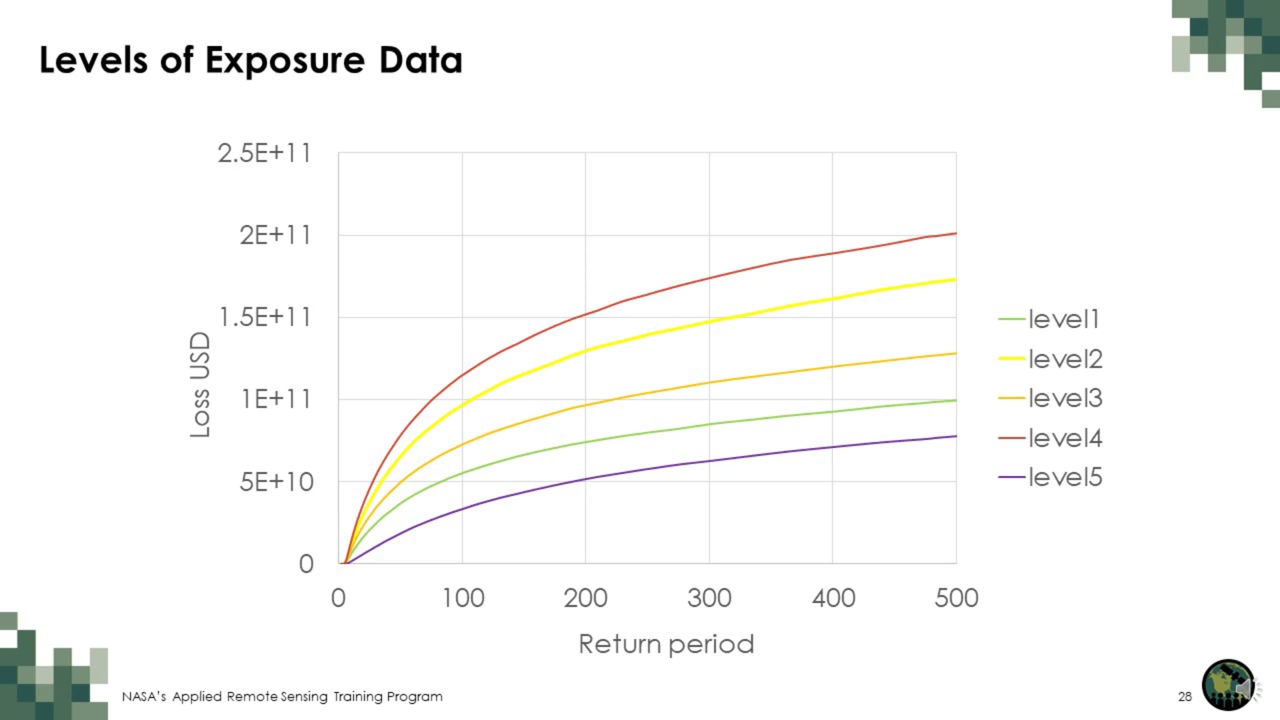 Levels of Exposure Data
2.5E+11
2E+11
1.5E+11
1E+11
5E+10
0
Loss USD
0 100 200 300 400 500
Return period
level1
level2
level3
level4
level5
NASA's Applied Remote Sensing Training Program
28